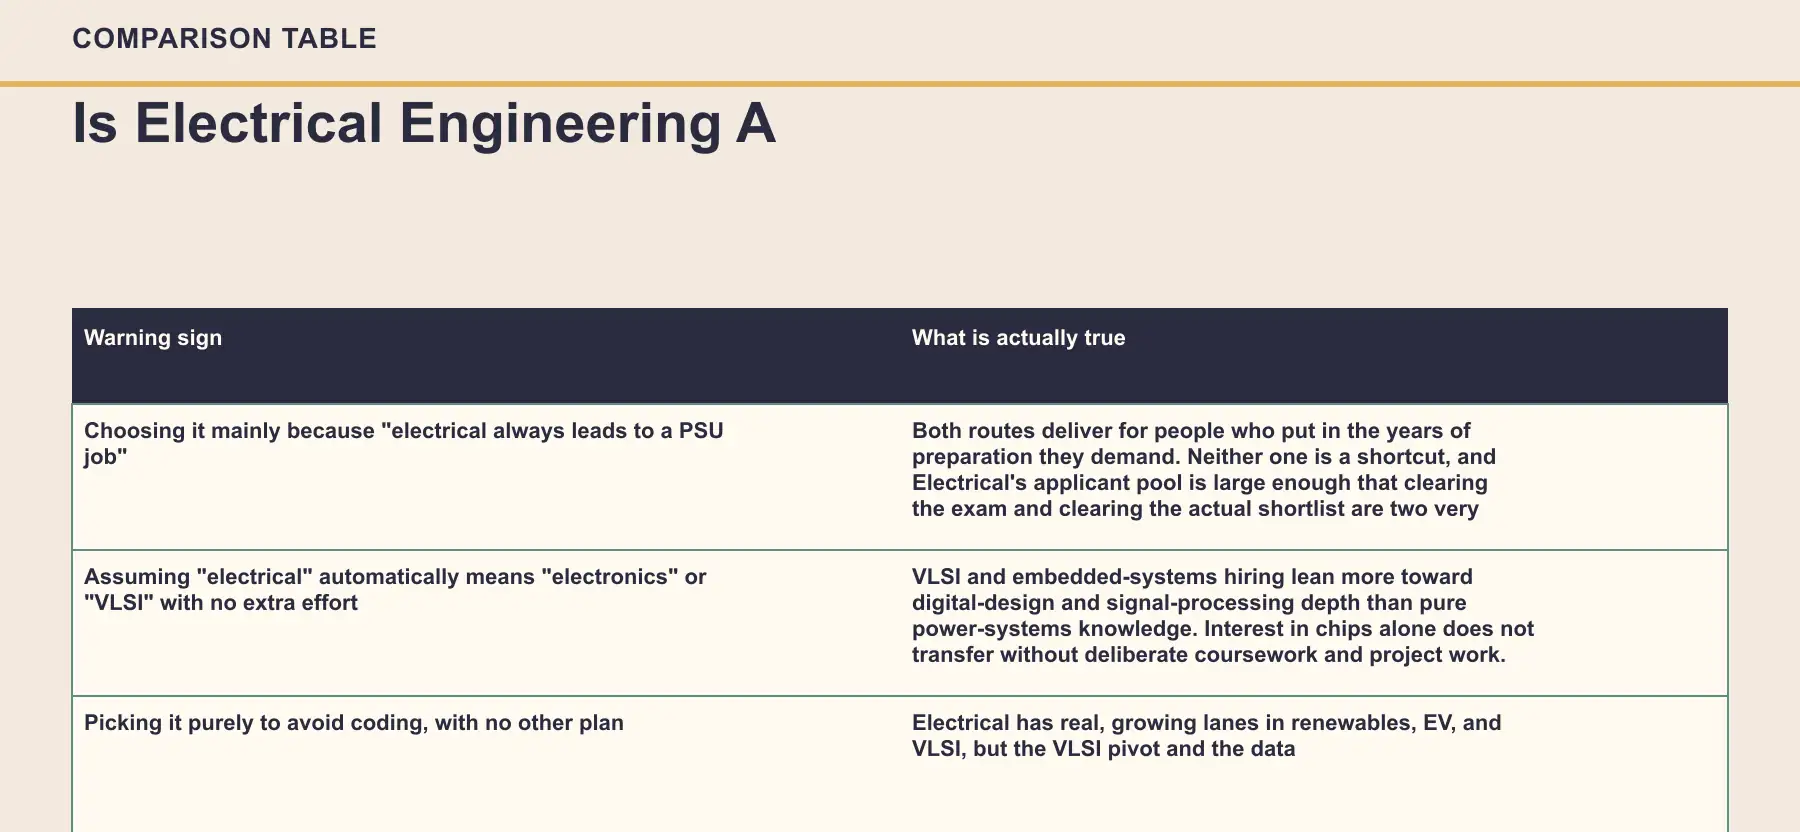 COMPARISON TABLE
Is Electrical Engineering A
Warning sign
What is actually true
Choosing it mainly because "electrical always leads to a PSU
job"
Both routes deliver for people who put in the years of
preparation they demand. Neither one is a shortcut, and
Electrical's applicant pool is large enough that clearing
the exam and clearing the actual shortlist are two very
Assuming "electrical" automatically means "electronics" or
"VLSI" with no extra effort
VLSI and embedded-systems hiring lean more toward
digital-design and signal-processing depth than pure
power-systems knowledge. Interest in chips alone does not
transfer without deliberate coursework and project work.
Picking it purely to avoid coding, with no other plan
Electrical has real, growing lanes in renewables, EV, and
VLSI, but the VLSI pivot and the data